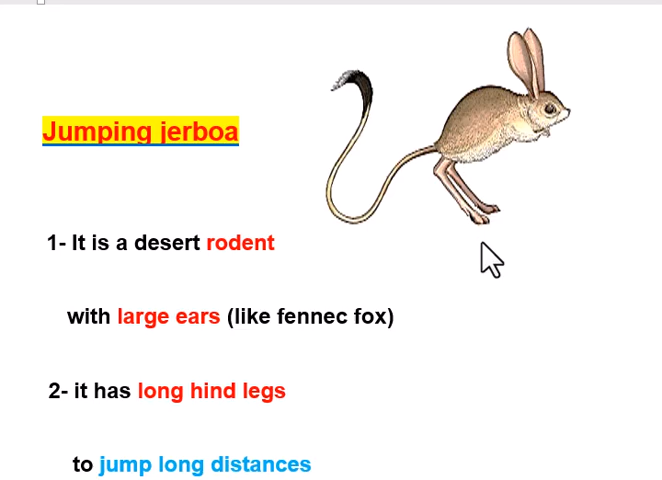 Jumping jerboa
1- It is a desert rodent
with large ears (like fennec fox)
2- it has long hind legs
to jump long distances